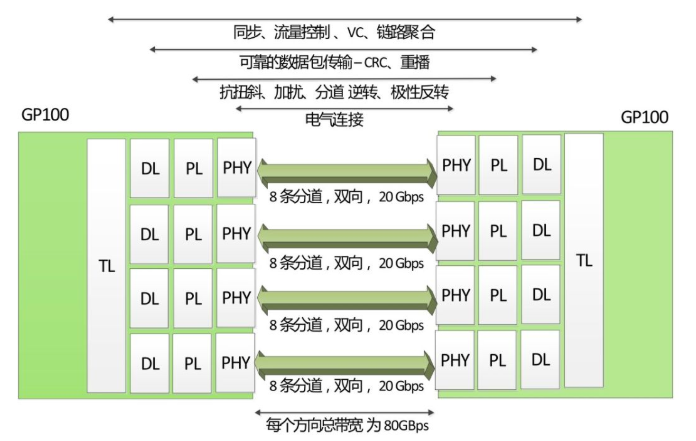 同步、流量控制、VC、链路聚合
可靠的数据包传输–CRC、重播
抗扭斜、加扰、分道 逆转、极性反转
电气连接
GP100
GP100
TL
DL PL PHY
8 条分道，双向， 20 Gbps
PHY PL DL
DL PL PHY
8 条分道，双向， 20 Gbps
PHY PL DL
DL PL PHY
8 条分道，双向， 20 Gbps
PHY PL DL
DL PL PHY
8 条分道，双向， 20 Gbps
PHY PL DL
TL
每个方向总带宽 为 80GBps